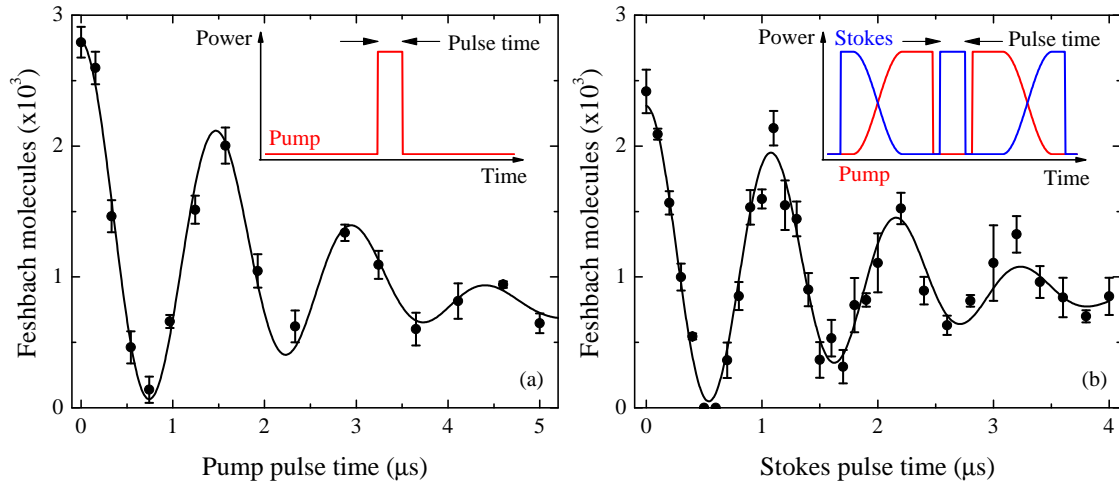 Feshbach molecules (x10³)
3
2
1
0
0 1 2 3 4 5
Pump pulse time (μs)
Power
Pulse time
Pump
Time
(a)
Feshbach molecules (x10³)
3
2
1
0
0 1 2 3 4
Stokes pulse time (μs)
Power
Stokes
Pulse time
Pump
Time
(b)